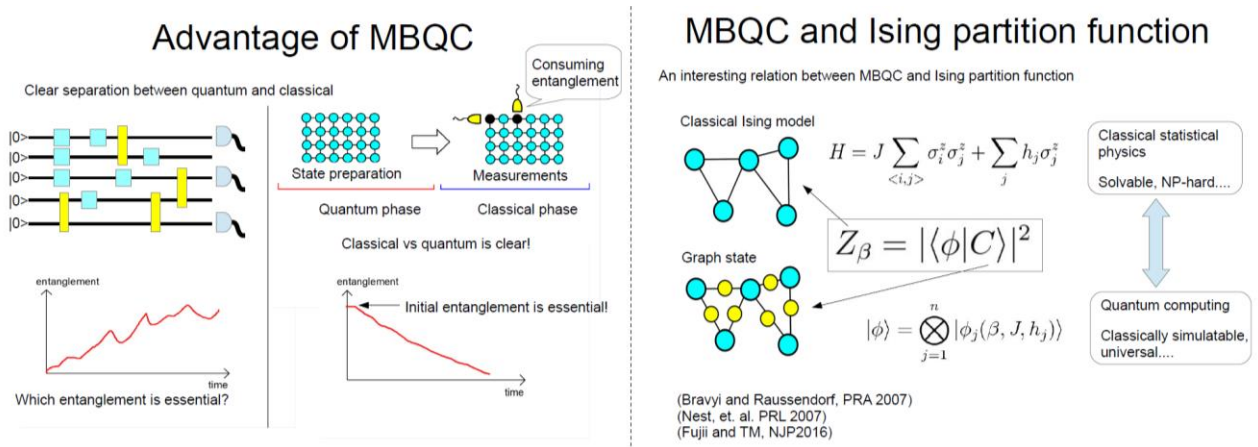 Advantage of MBQC
Clear separation between quantum and classical
|0>
|0>
|0>
|0>
|0>
Consuming
entanglement
State preparation
Measurements
Quantum phase
Classical phase
Classical vs quantum is clear!
entanglement
time
Which entanglement is essential?
entanglement
Initial entanglement is essential!
time
MBQC and Ising partition function
An interesting relation between MBQC and Ising partition function
Classical Ising model
H = J ∑_{<i,j>} σ_i^z σ_j^z + ∑_j h_j σ_j^z
Z_β = |⟨ϕ|C⟩|^2
Graph state
|ϕ⟩ = ⊗_{j=1}^{n} |ϕ_j(β, J, h_j)⟩
Classical statistical
physics
Solvable, NP-hard....
Quantum computing
Classically simulatable,
universal....
(Bravyi and Raussendorf, PRA 2007)
(Nest, et. al. PRL 2007)
(Fujii and TM, NJP2016)